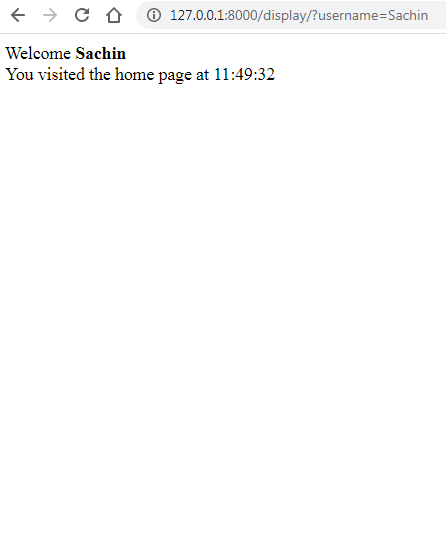 127.0.0.1:8000/display/?username=Sachin
Welcome Sachin
You visited the home page at 11:49:32